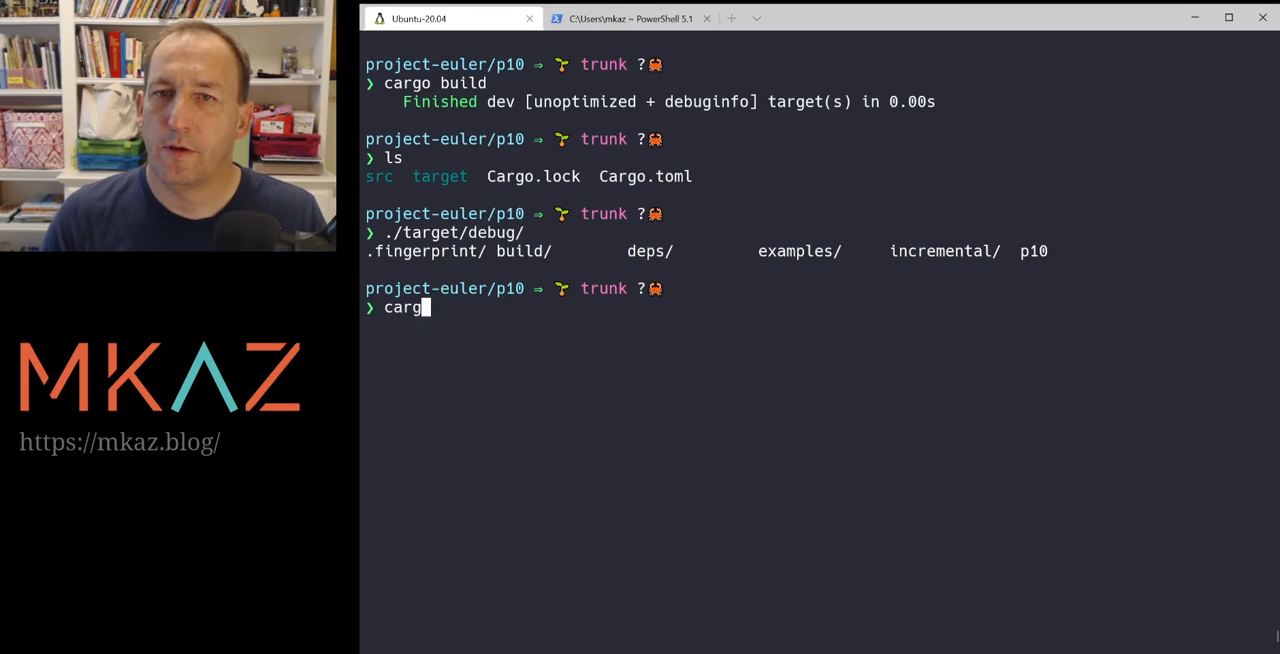 Ubuntu-20.04
C:\Users\mkaz ~ PowerShell 5.1
project-euler/p10 ⇒ 🌱 trunk ?🦀
❯ cargo build
Finished dev [unoptimized + debuginfo] target(s) in 0.00s
project-euler/p10 ⇒ 🌱 trunk ?🦀
❯ ls
src target Cargo.lock Cargo.toml
project-euler/p10 ⇒ 🌱 trunk ?🦀
❯ ./target/debug/
.fingerprint/ build/ deps/ examples/ incremental/ p10
project-euler/p10 ⇒ 🌱 trunk ?🦀
❯ carg
MKAZ
https://mkaz.blog/